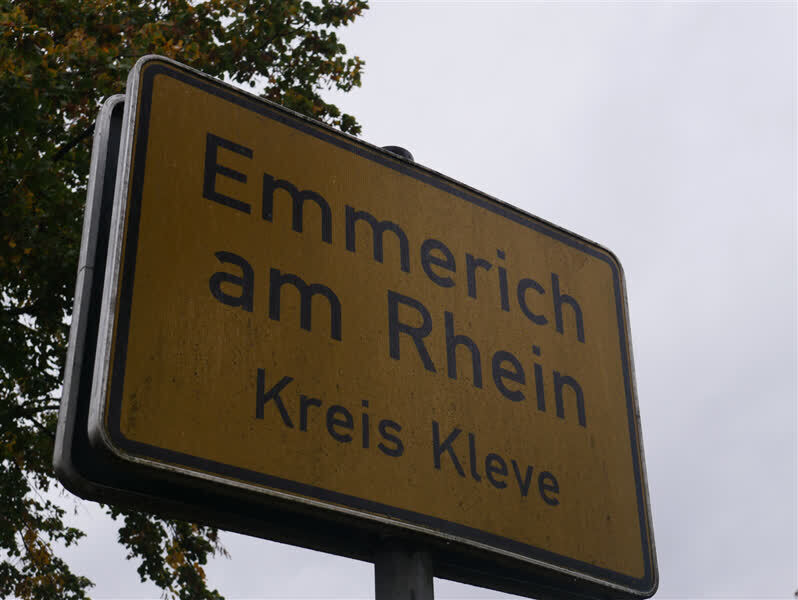 Emmerich
am Rhein
Kreis Kleve